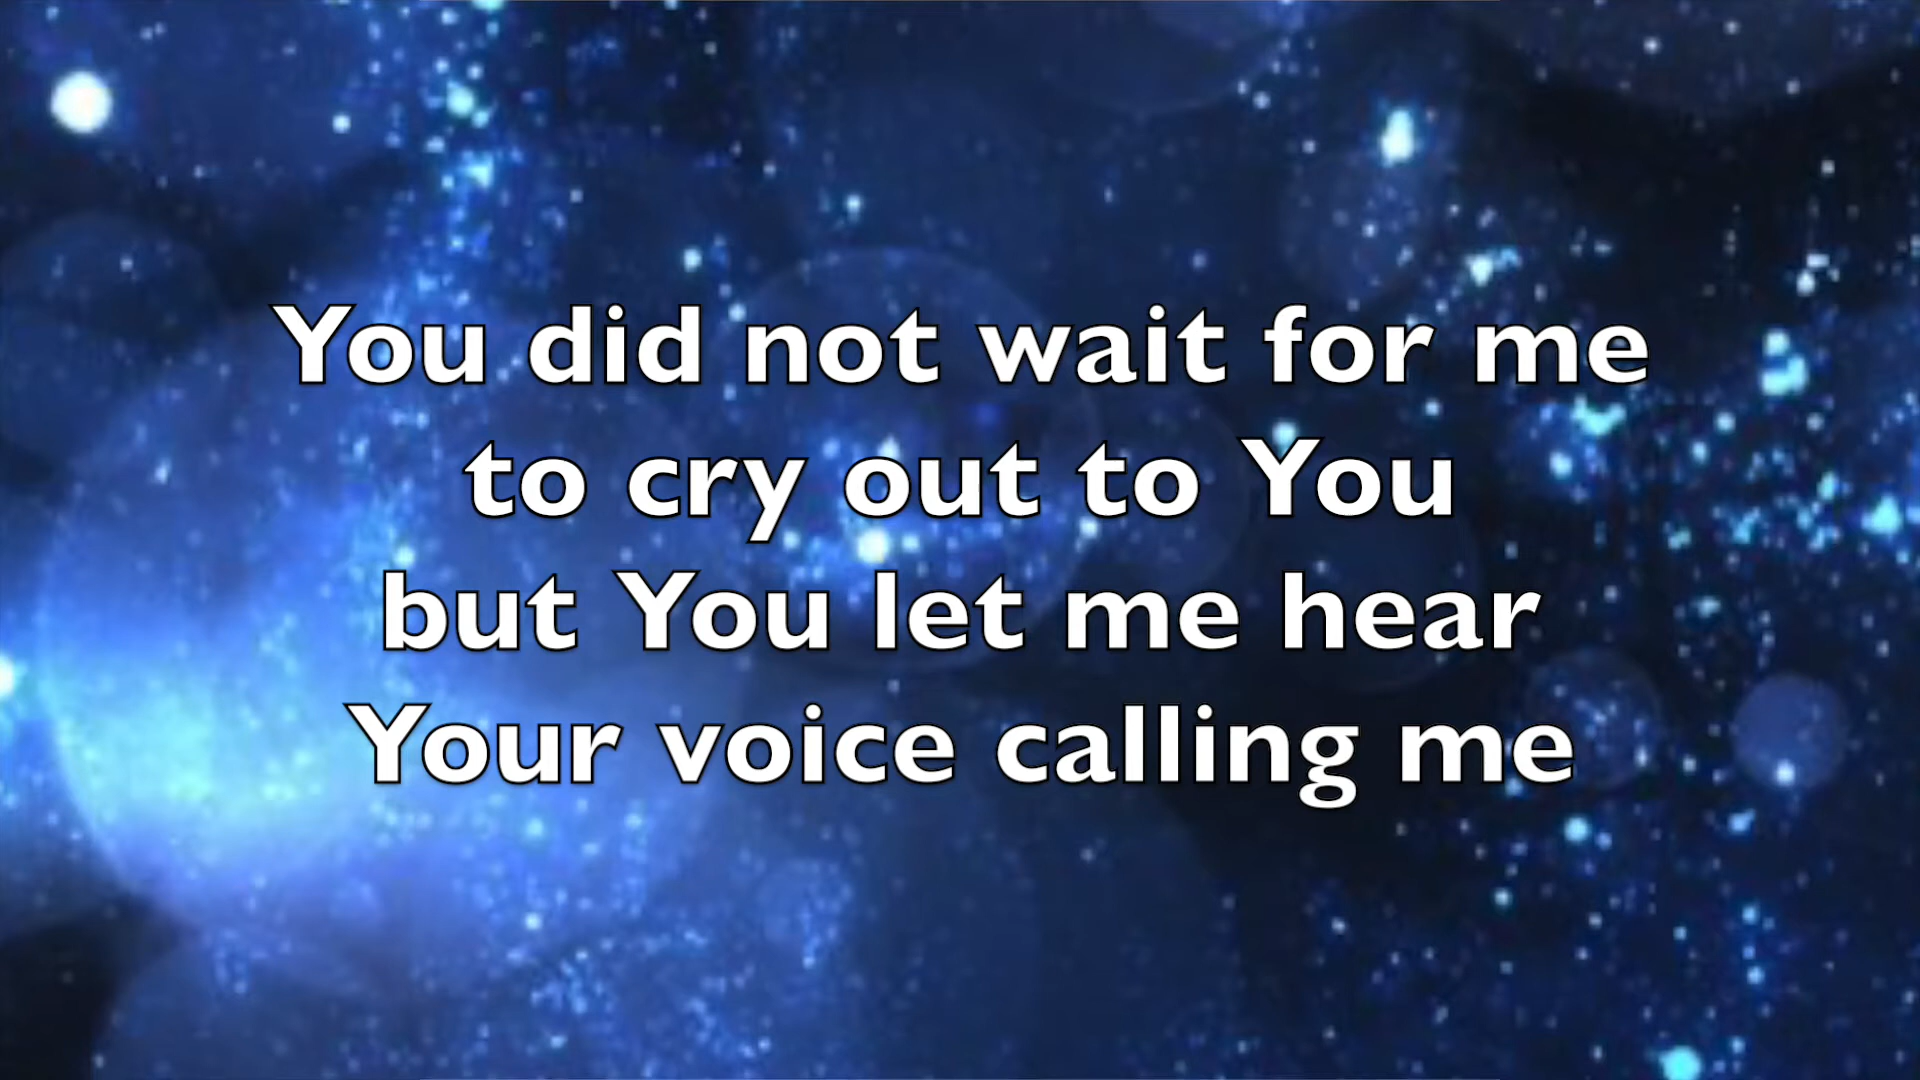 You did not wait for me
to cry out to You
but You let me hear
Your voice calling me